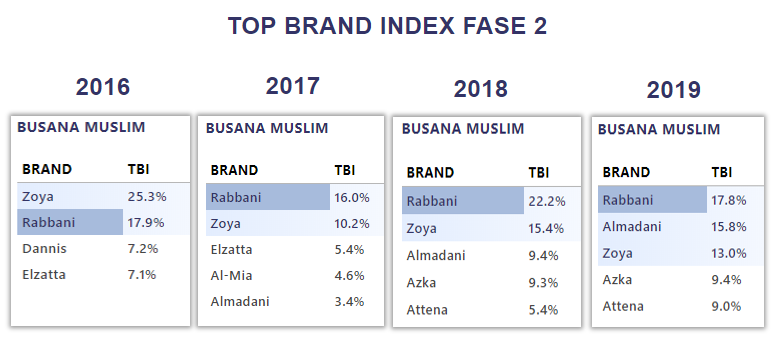 TOP BRAND INDEX FASE 2
2016
BUSANA MUSLIM
BRAND TBI
Zoya 25.3%
Rabbani 17.9%
Dannis 7.2%
Elzatta 7.1%
2017
BUSANA MUSLIM
BRAND TBI
Rabbani 16.0%
Zoya 10.2%
Elzatta 5.4%
Al-Mia 4.6%
Almadani 3.4%
2018
BUSANA MUSLIM
BRAND TBI
Rabbani 22.2%
Zoya 15.4%
Almadani 9.4%
Azka 9.3%
Attena 5.4%
2019
BUSANA MUSLIM
BRAND TBI
Rabbani 17.8%
Almadani 15.8%
Zoya 13.0%
Azka 9.4%
Attena 9.0%